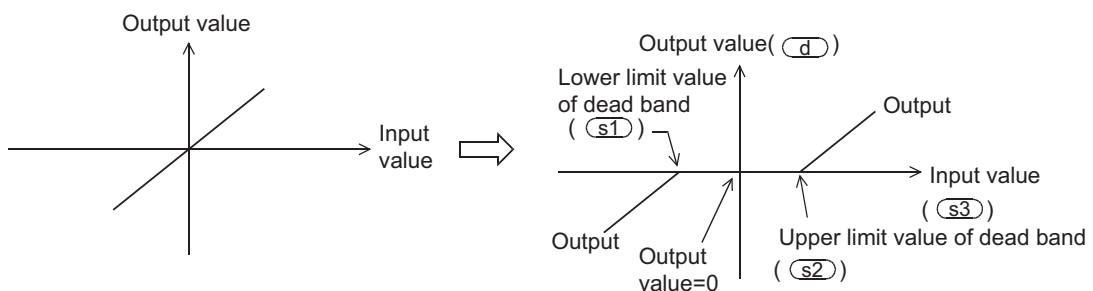 Output value
Input
value
Output value( d )
Lower limit value
of dead band
( s1 )
Output
Input value
( s3 )
Output
Output
value=0
Upper limit value of dead band
( s2 )